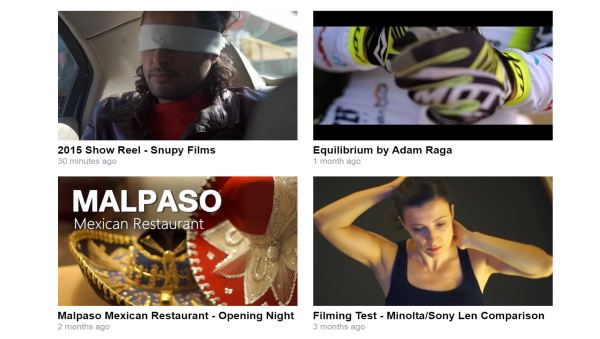 2015 Show Reel - Snupy Films
30 minutes ago
Equilibrium by Adam Raga
1 month ago
MALPASO
Mexican Restaurant
Malpaso Mexican Restaurant - Opening Night
2 months ago
Filming Test - Minolta/Sony Len Comparison
3 months ago